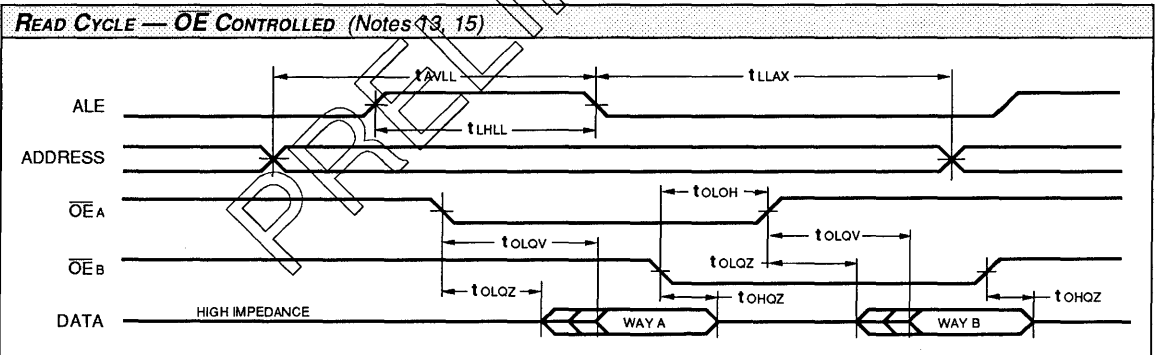 READ CYCLE — OE CONTROLLED (Notes 13, 15)
tAVLL
tLLAX
ALE
tLHLL
ADDRESS
tOLOH
OEA
tOLQV
tOLQV
tOLQZ
OEB
tOLQZ
tOHQZ
tOHQZ
HIGH IMPEDANCE
DATA
WAY A
WAY B
PRELI